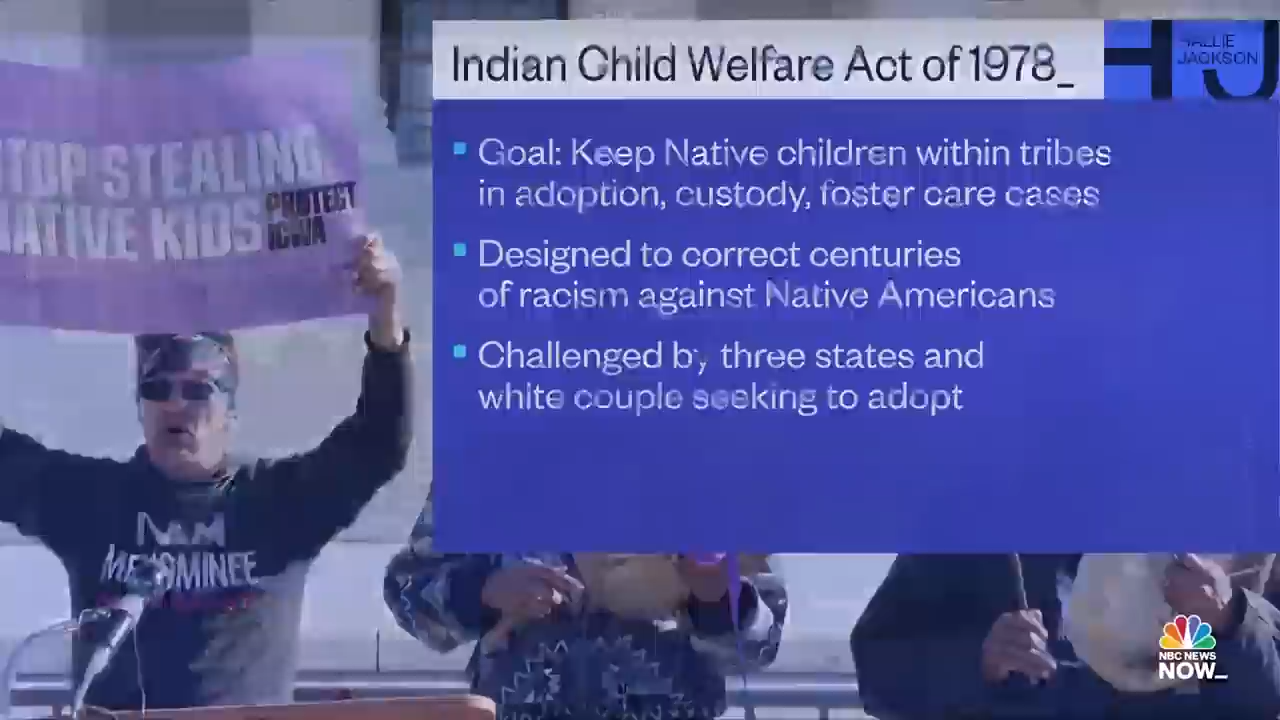 Indian Child Welfare Act of 1978_
HALLIE
JACKSON
Goal: Keep Native children within tribes
in adoption, custody, foster care cases
Designed to correct centuries
of racism against Native Americans
Challenged by three states and
white couple seeking to adopt
STOP STEALING
NATIVE KIDS
PROTECT
ICWA
I AM
MENOMINEE
NBC NEWS
NOW_